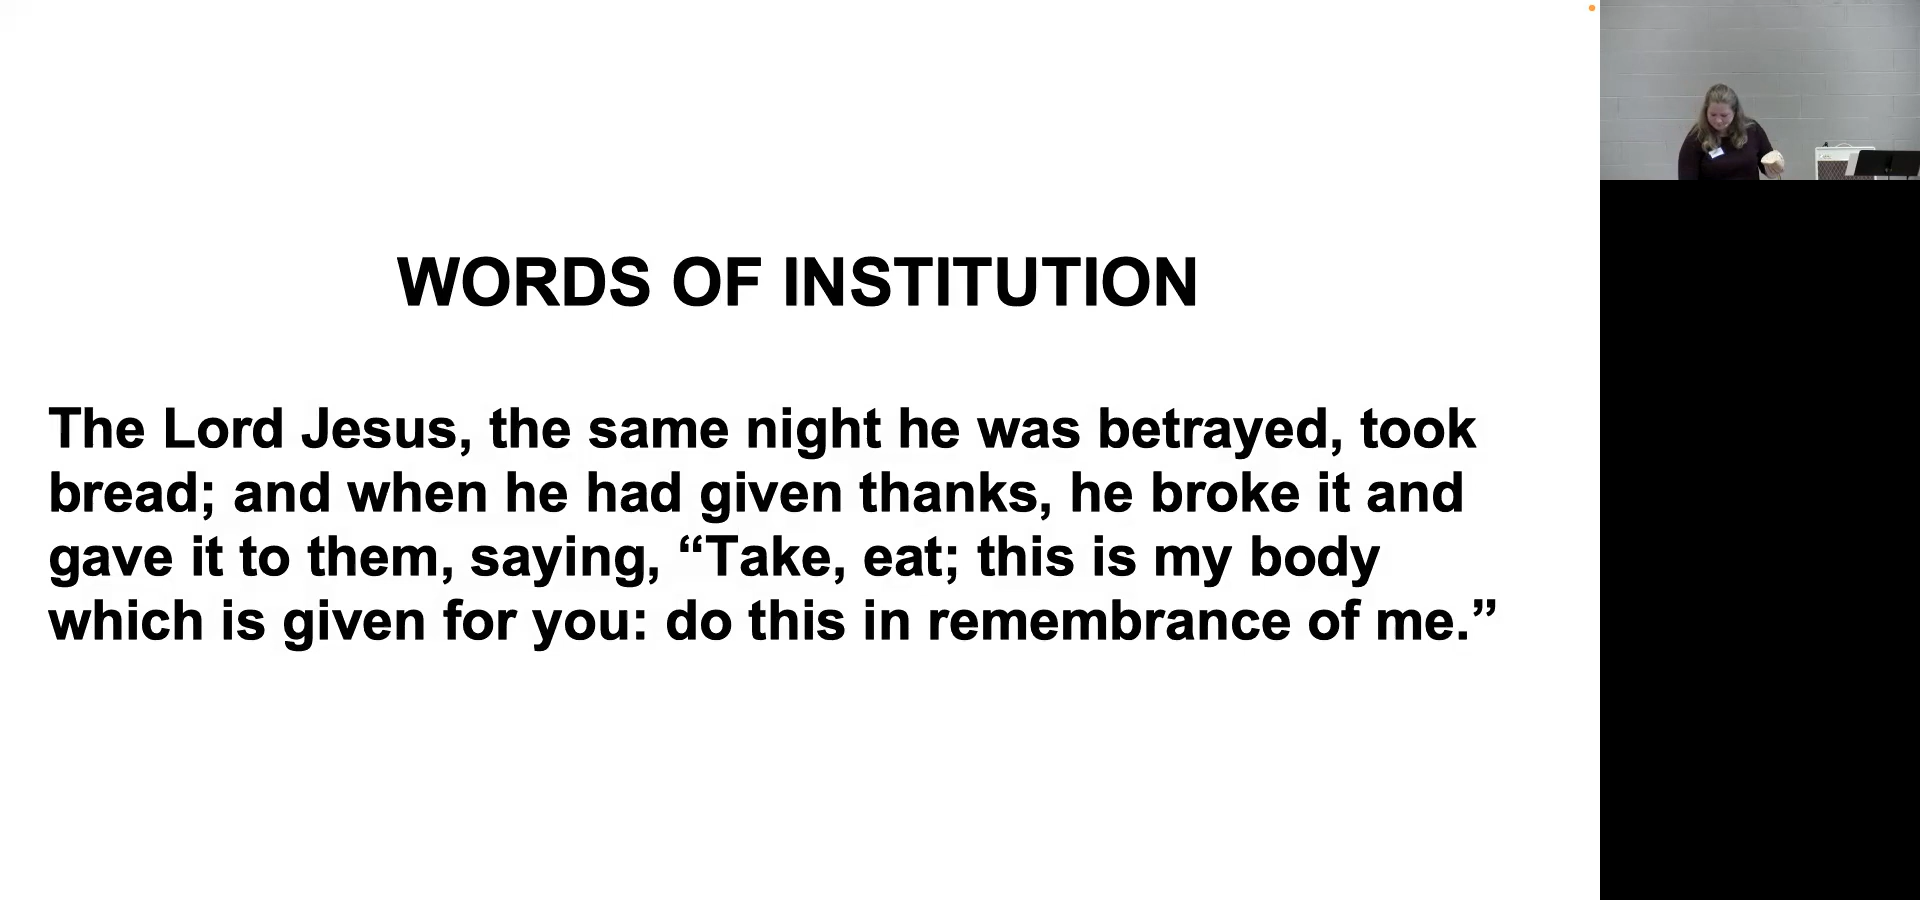 WORDS OF INSTITUTION
The Lord Jesus, the same night he was betrayed, took
bread; and when he had given thanks, he broke it and
gave it to them, saying, “Take, eat; this is my body
which is given for you: do this in remembrance of me.”